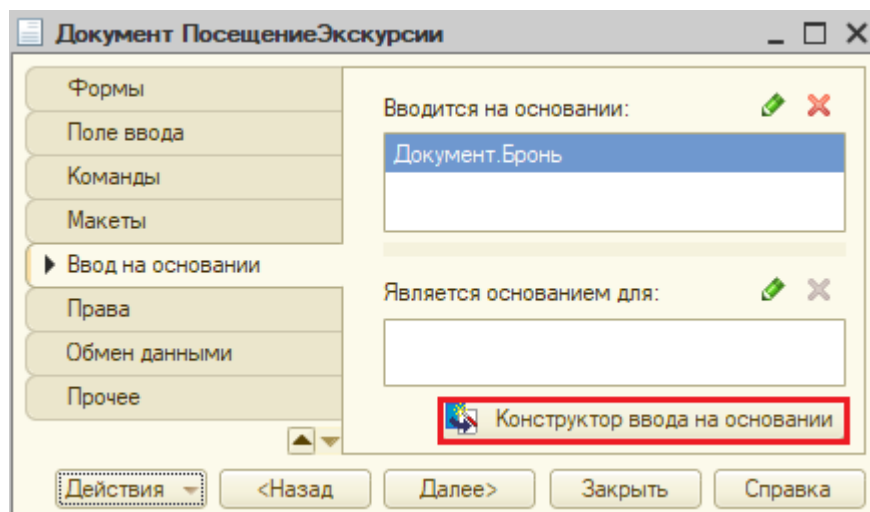 Документ ПосещениеЭкскурсии
Формы
Поле ввода
Команды
Макеты
Ввод на основании
Права
Обмен данными
Прочее
Вводится на основании:
Документ.Бронь
Является основанием для:
Конструктор ввода на основании
Действия
<Назад
Далее>
Закрыть
Справка